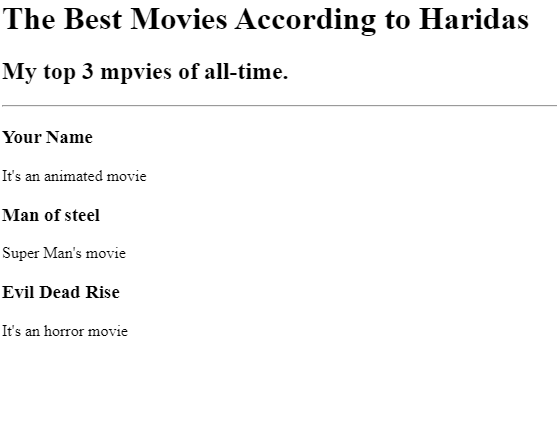 The Best Movies According to Haridas
My top 3 mpvies of all-time.
Your Name
It's an animated movie
Man of steel
Super Man's movie
Evil Dead Rise
It's an horror movie